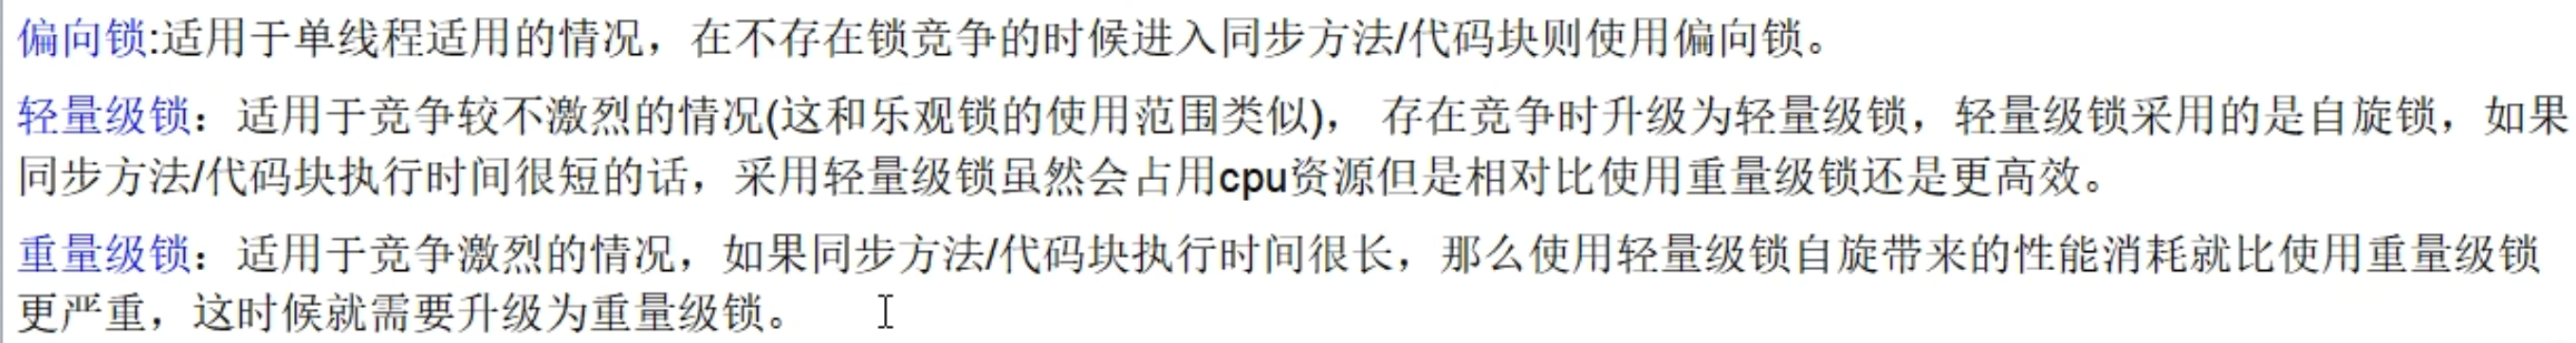 偏向锁:适用于单线程适用的情况，在不存在锁竞争的时候进入同步方法/代码块则使用偏向锁。
轻量级锁：适用于竞争较不激烈的情况(这和乐观锁的使用范围类似)， 存在竞争时升级为轻量级锁，轻量级锁采用的是自旋锁，如果
同步方法/代码块执行时间很短的话，采用轻量级锁虽然会占用cpu资源但是相对比使用重量级锁还是更高效。
重量级锁：适用于竞争激烈的情况，如果同步方法/代码块执行时间很长，那么使用轻量级锁自旋带来的性能消耗就比使用重量级锁
更严重，这时候就需要升级为重量级锁。